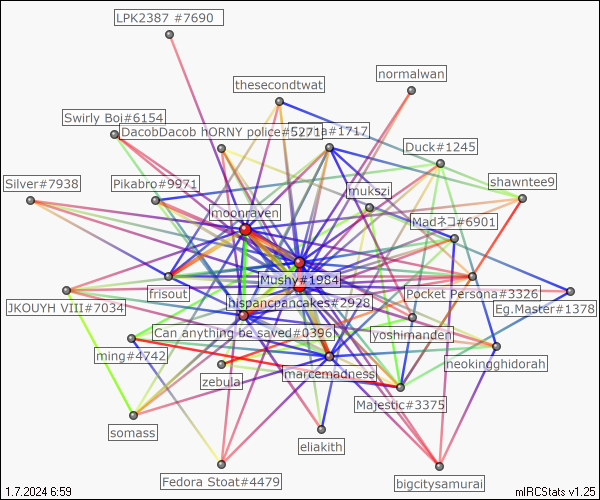 LPK2387 #7690
normalwan
thesecondtwat
Swirly Boi#6154
DacobDacob hORNY police#5271
#1717
Duck#1245
Silver#7938
Pikabro#9971
mukszi
shawntee9
moonraven
Madネコ#6901
Mushy#1984
frisout
hispancpancakes#2928
Pocket Persona#3326
JKOUYH VIII#7034
Eg.Master#1378
Can anything be saved#0396
yoshimanden
ming#4742
marcemadness
neokingghidorah
zebula
Majestic#3375
somass
eliakith
Fedora Stoat#4479
bigcitysamurai
1.7.2024 6:59
mIRCStats v1.25